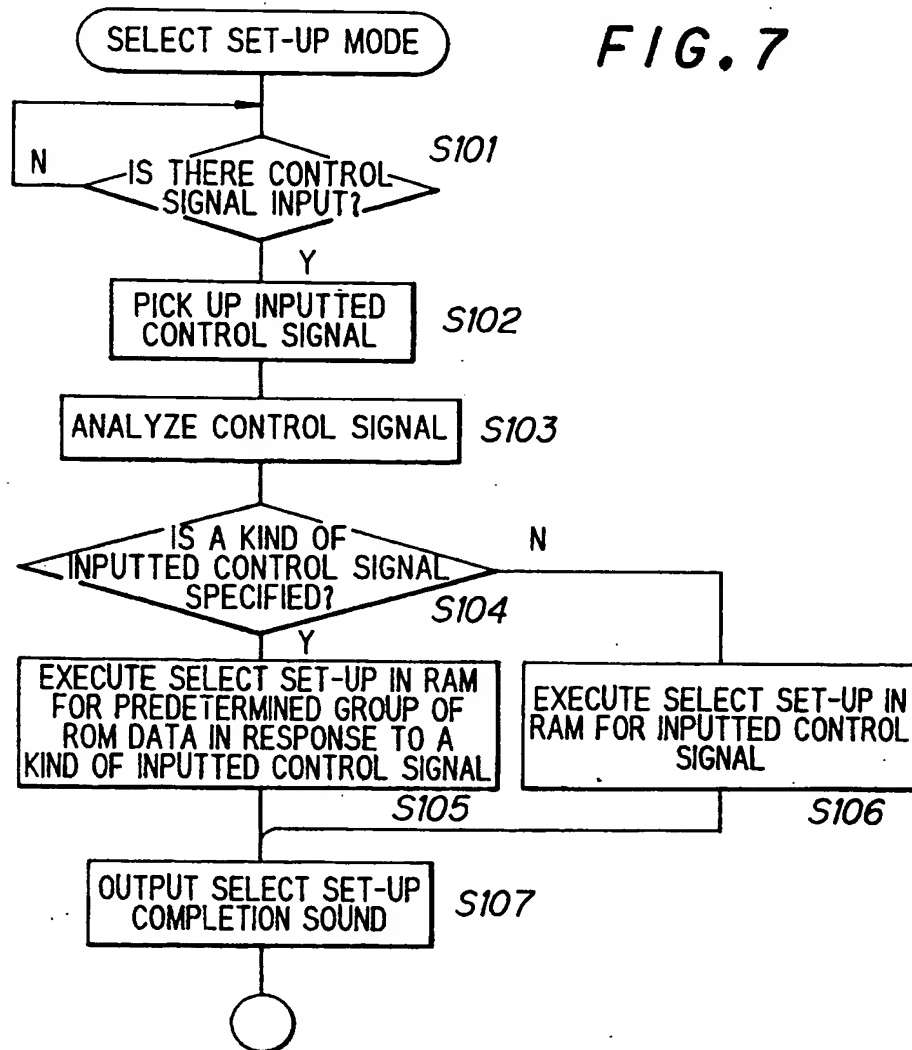 SELECT SET-UP MODE
FIG. 7
N
S101
IS THERE CONTROL
SIGNAL INPUT?
Y
PICK UP INPUTTED
CONTROL SIGNAL
S102
ANALYZE CONTROL SIGNAL
S103
IS A KIND OF
INPUTTED CONTROL SIGNAL
SPECIFIED?
N
S104
Y
EXECUTE SELECT SET-UP IN RAM
FOR PREDETERMINED GROUP OF
ROM DATA IN RESPONSE TO A
KIND OF INPUTTED CONTROL SIGNAL
S105
EXECUTE SELECT SET-UP IN
RAM FOR INPUTTED CONTROL
SIGNAL
S106
OUTPUT SELECT SET-UP
COMPLETION SOUND
S107